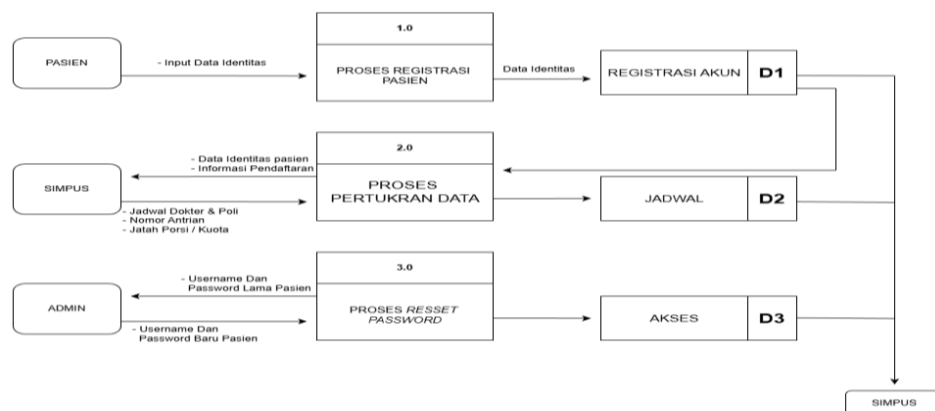 1.0
PASIEN
- Input Data Identitas
PROSES REGISTRASI
PASIEN
Data Identitas
REGISTRASI AKUN
D1
2.0
- Data Identitas pasien
- Informasi Pendaftaran
SIMPUS
PROSES
PERTUKRAN DATA
JADWAL
D2
- Jadwal Dokter & Poli
- Nomor Antrian
- Jatah Porsi / Kuota
3.0
- Username Dan
Password Lama Pasien
ADMIN
PROSES RESSET
PASSWORD
AKSES
D3
- Username Dan
Password Baru Pasien
SIMPUS